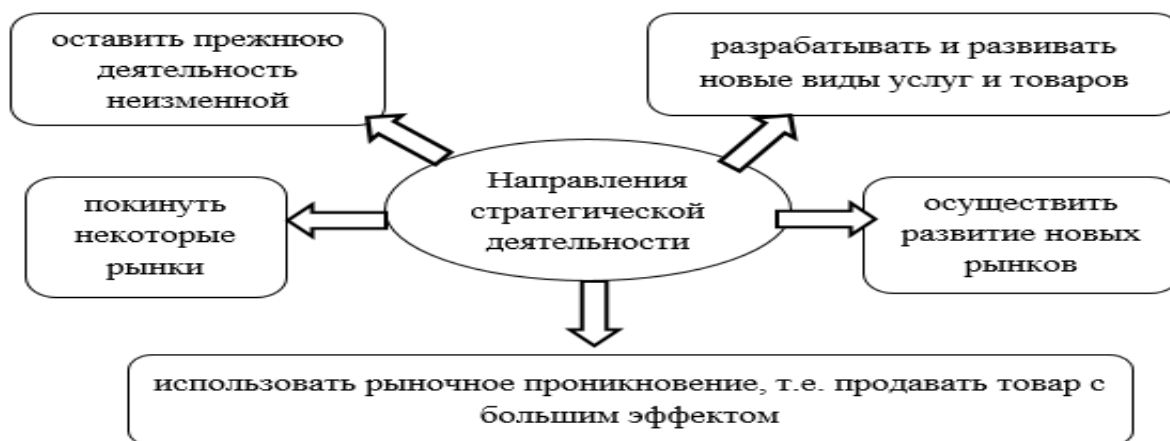 оставить прежнюю
деятельность
неизменной
разрабатывать и развивать
новые виды услуг и товаров
Направления
стратегической
деятельности
покинуть
некоторые
рынки
осуществить
развитие новых
рынков
использовать рыночное проникновение, т.е. продавать товар с
большим эффектом